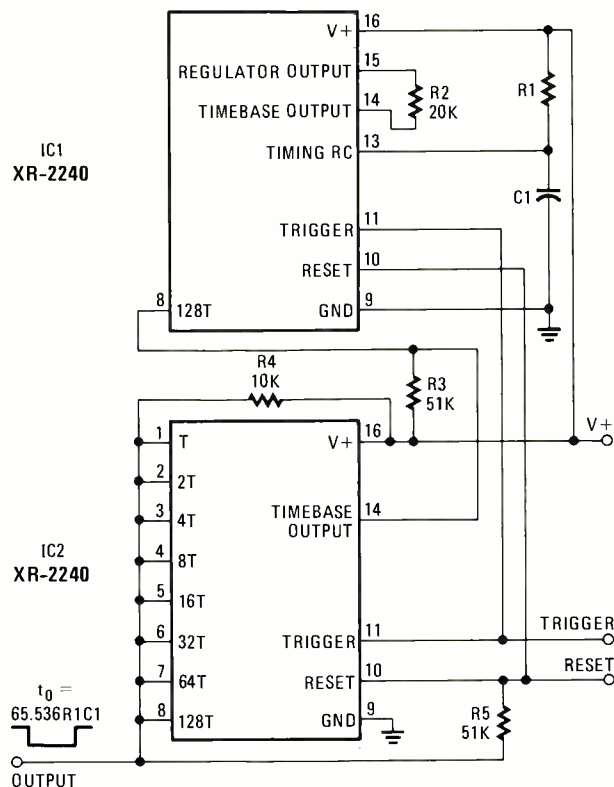 V+ 16
REGULATOR OUTPUT 15
R2
20K
TIMEBASE OUTPUT 14
R1
IC1
XR-2240
TIMING RC 13
C1
TRIGGER 11
RESET 10
8 128T
GND 9
R4
10K
R3
51K
1 T
V+ 16
V+
2 2T
3 4T
TIMEBASE
OUTPUT 14
4 8T
IC2
XR-2240
5 16T
6 32T
TRIGGER 11
TRIGGER
7 64T
RESET 10
RESET
t0 =
65.536R1C1
8 128T
GND 9
R5
51K
OUTPUT